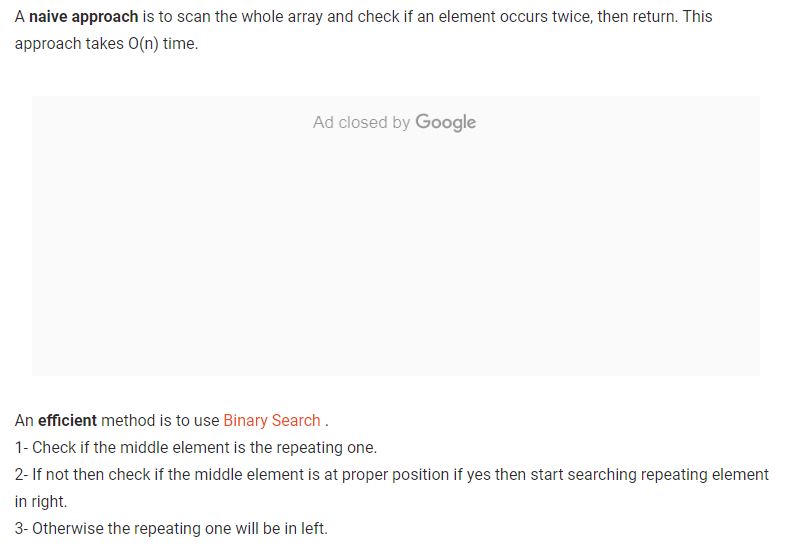 A naive approach is to scan the whole array and check if an element occurs twice, then return. This
approach takes O(n) time.
Ad closed by Google
An efficient method is to use Binary Search .
1- Check if the middle element is the repeating one.
2- If not then check if the middle element is at proper position if yes then start searching repeating element
in right.
3- Otherwise the repeating one will be in left.